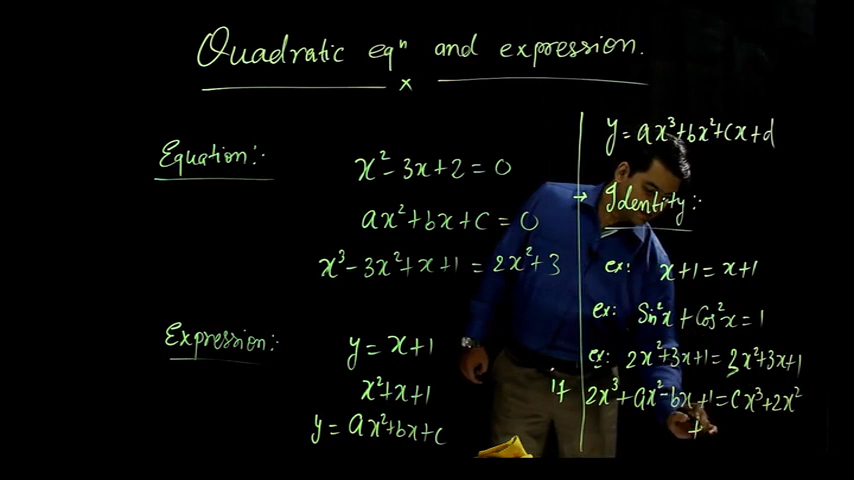 Quadratic eqⁿ and expression.
x
Equation:-
x² - 3x + 2 = 0
ax² + bx + c = 0
x³ - 3x² + x + 1 = 2x² + 3
Expression:-
y = x + 1
x² + x + 1
y = ax² + bx + c
y = ax³ + bx² + cx + d
→ Identity:-
ex: x + 1 = x + 1
ex: Sin²x + Cos²x = 1
ex: 2x² + 3x + 1 = 2x² + 3x + 1
If 2x³ + ax² - bx + 1 = cx³ + 2x²
+